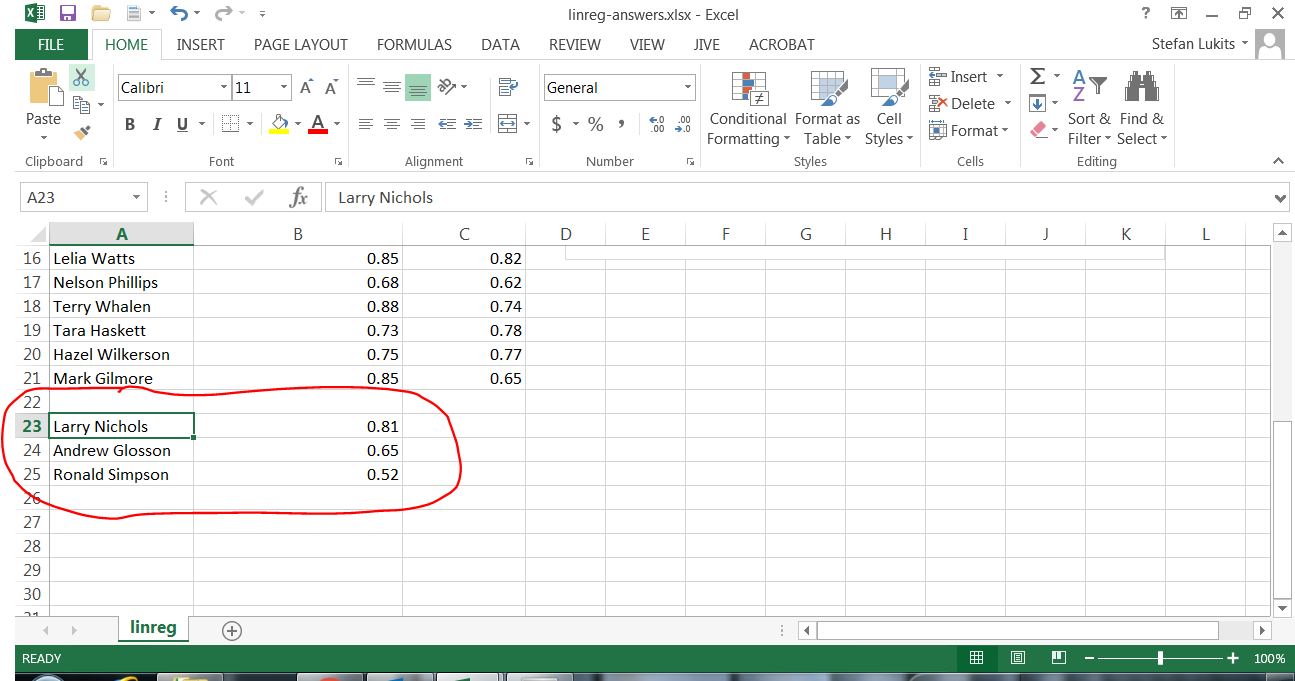 linreg-answers.xlsx - Excel
?
FILE HOME INSERT PAGE LAYOUT FORMULAS DATA REVIEW VIEW JIVE ACROBAT Stefan Lukits
Paste
Clipboard
Calibri 11 A A
B I U A
Font
Alignment
General
$ % , .00 .0 .00
Number
Conditional Formatting
Format as Table
Cell Styles
Styles
Insert
Delete
Format
Cells
Σ
A Z
Sort & Filter
Find & Select
Editing
A23 fx Larry Nichols
A B C D E F G H I J K L
16 Lelia Watts 0.85 0.82
17 Nelson Phillips 0.68 0.62
18 Terry Whalen 0.88 0.74
19 Tara Haskett 0.73 0.78
20 Hazel Wilkerson 0.75 0.77
21 Mark Gilmore 0.85 0.65
22
23 Larry Nichols 0.81
24 Andrew Glosson 0.65
25 Ronald Simpson 0.52
26
27
28
29
30
linreg
READY 100%